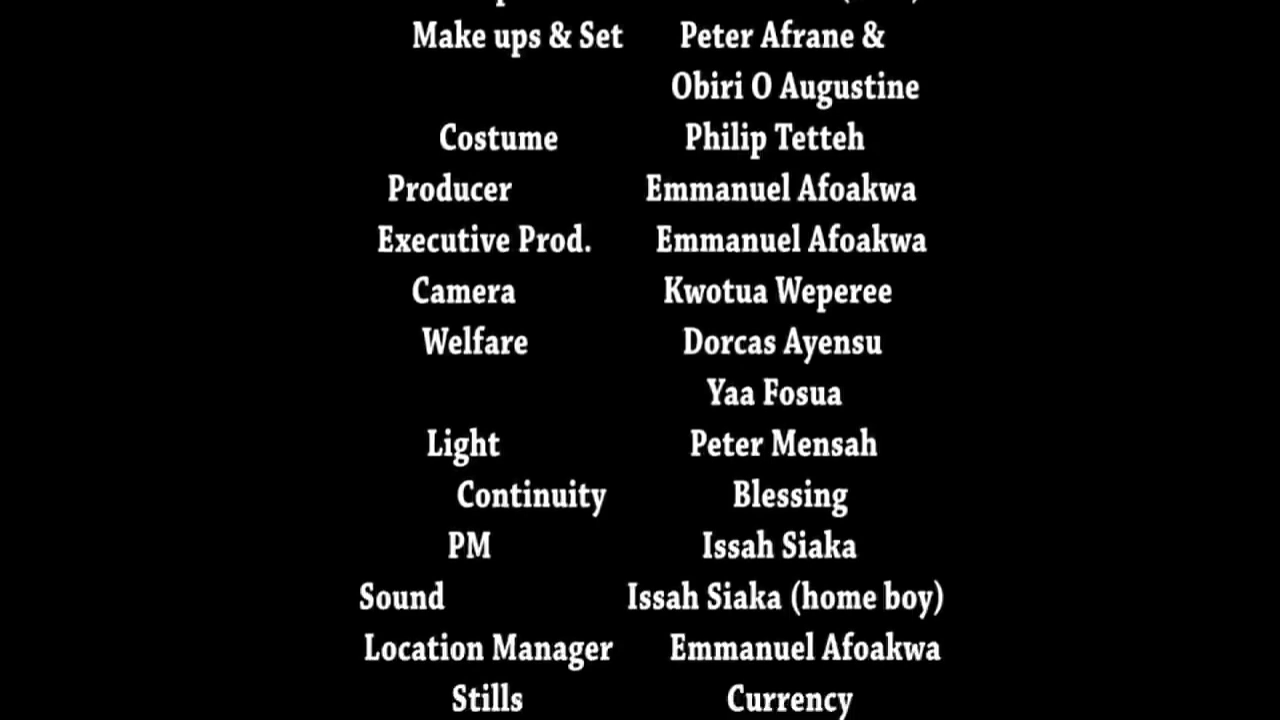 Make ups & Set Peter Afrane &
Obiri O Augustine
Costume Philip Tetteh
Producer Emmanuel Afoakwa
Executive Prod. Emmanuel Afoakwa
Camera Kwotua Weperee
Welfare Dorcas Ayensu
Yaa Fosua
Light Peter Mensah
Continuity Blessing
PM Issah Siaka
Sound Issah Siaka (home boy)
Location Manager Emmanuel Afoakwa
Stills Currency